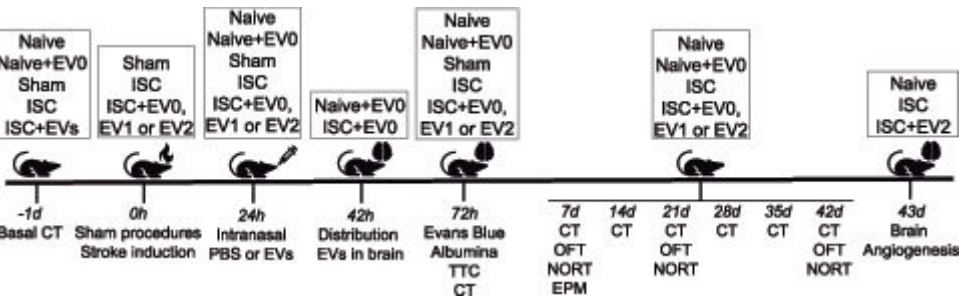 Naive
Naive+EV0
Sham
ISC
ISC+EVs
Sham
ISC
ISC+EV0,
EV1 or EV2
Naive
Naive+EV0
Sham
ISC
ISC+EV0,
EV1 or EV2
Naive+EV0
ISC+EV0
Naive
Naive+EV0
Sham
ISC
ISC+EV0,
EV1 or EV2
Naive
Naive+EV0
ISC
ISC+EV0,
EV1 or EV2
Naive
ISC
ISC+EV2
-1d
Basal CT
0h
Sham procedures
Stroke induction
24h
Intranasal
PBS or EVs
42h
Distribution
EVs in brain
72h
Evans Blue
Albumina
TTC
CT
7d
CT
OFT
NORT
EPM
14d
CT
21d
CT
OFT
NORT
28d
CT
35d
CT
42d
CT
OFT
NORT
43d
Brain
Angiogenesis